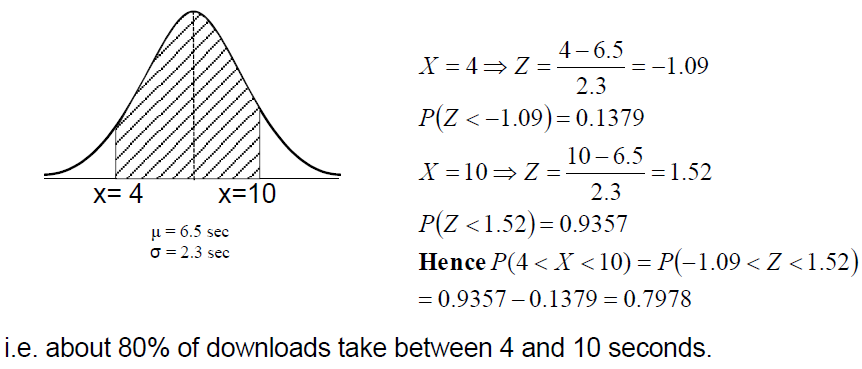 x= 4 x=10
μ = 6.5 sec
σ = 2.3 sec
X = 4 ⇒ Z = (4 – 6.5)/2.3 = –1.09
P(Z < –1.09) = 0.1379
X = 10 ⇒ Z = (10 – 6.5)/2.3 = 1.52
P(Z < 1.52) = 0.9357
Hence P(4 < X < 10) = P(–1.09 < Z < 1.52)
= 0.9357 – 0.1379 = 0.7978
i.e. about 80% of downloads take between 4 and 10 seconds.